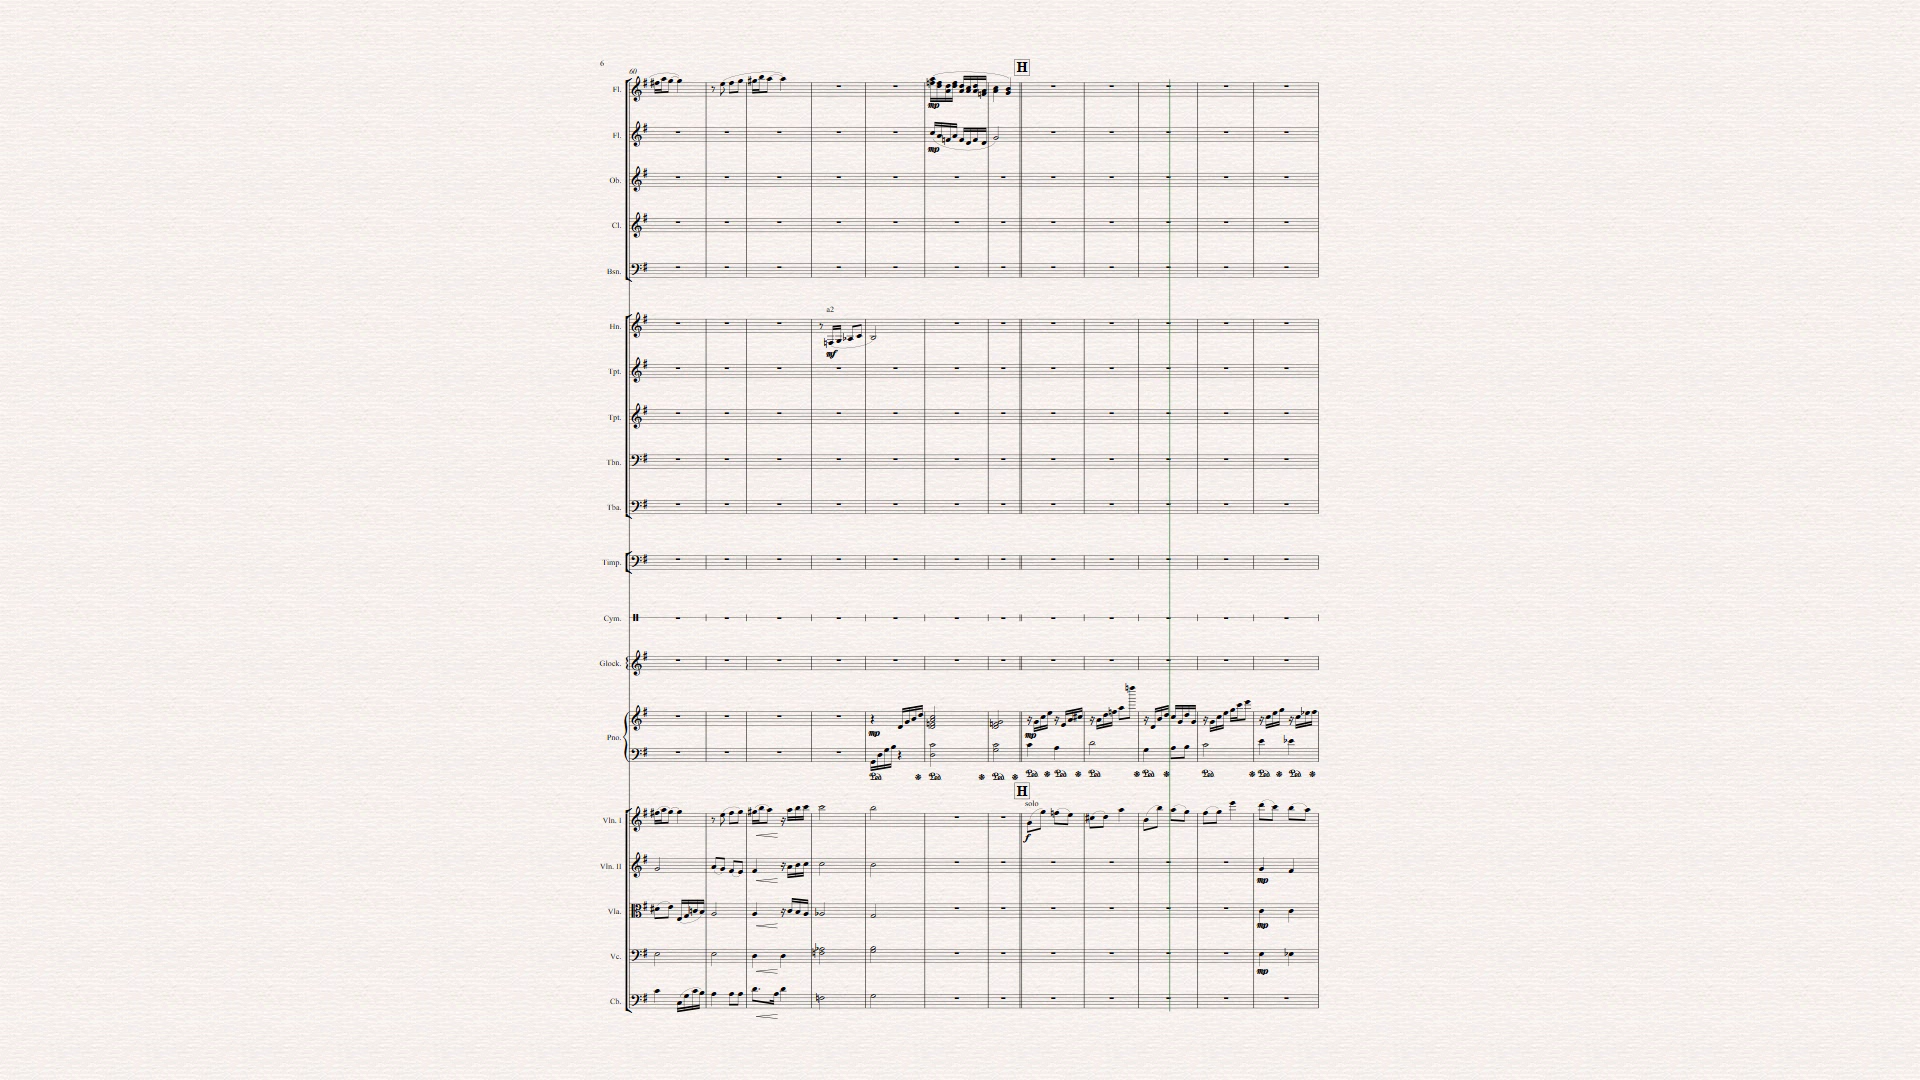 6
60
H
Fl.
mp
Fl.
mp
Ob.
Cl.
Bsn.
a2
Hn.
mf
Tpt.
Tpt.
Tbn.
Tba.
Timp.
Cym.
Glock.
Pno.
mp
mp
H
solo
Vln. I
f
Vln. II
mp
Vla.
mp
Vc.
mp
Cb.